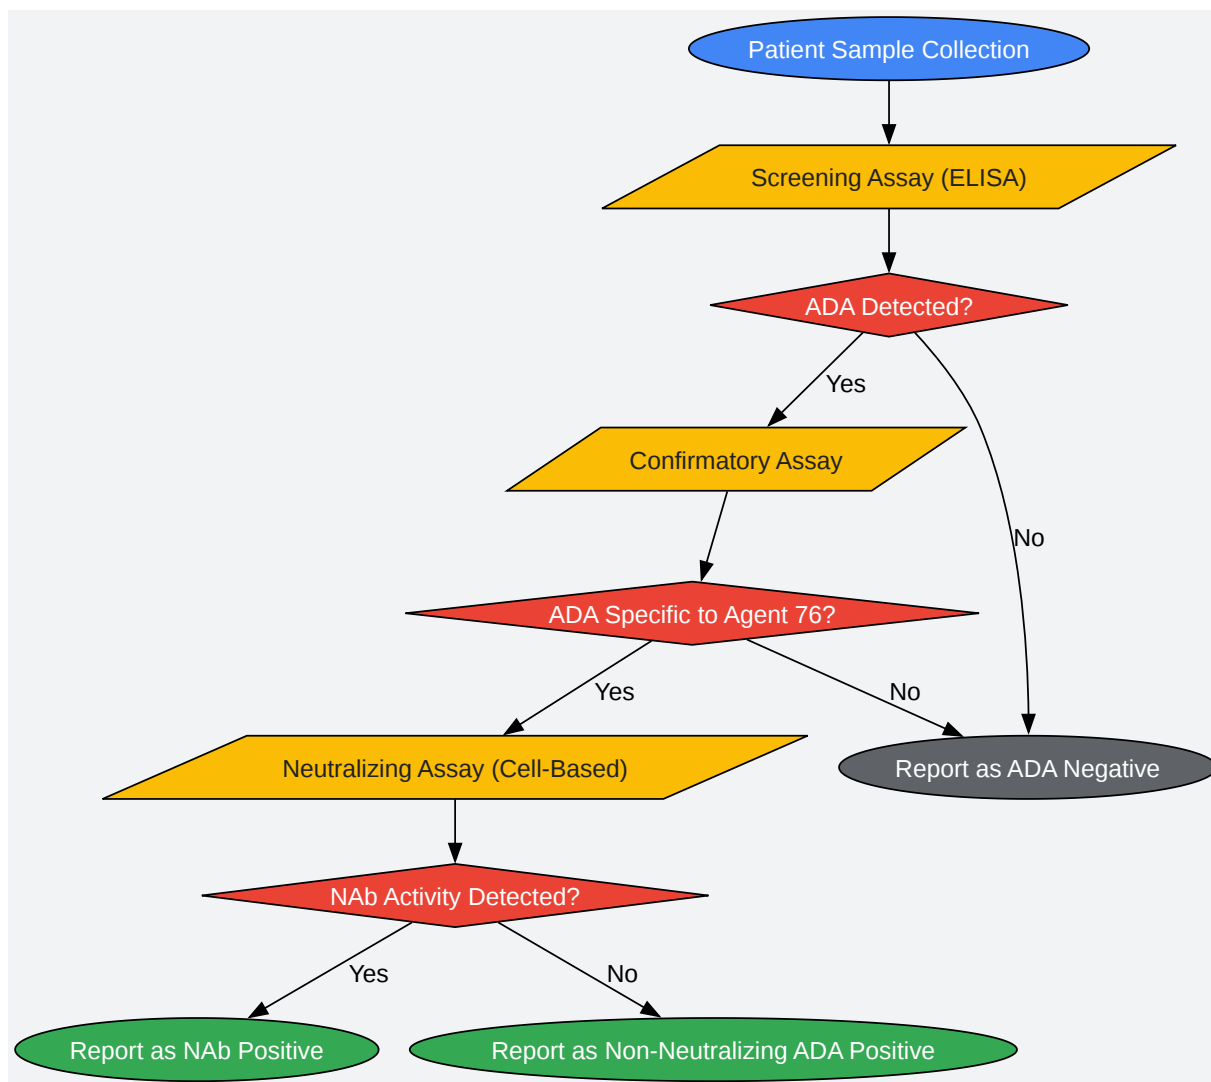 Patient Sample Collection
Screening Assay (ELISA)
ADA Detected?
Yes
Confirmatory Assay
No
ADA Specific to Agent 76?
Yes
No
Neutralizing Assay (Cell-Based)
Report as ADA Negative
NAb Activity Detected?
Yes
No
Report as NAb Positive
Report as Non-Neutralizing ADA Positive